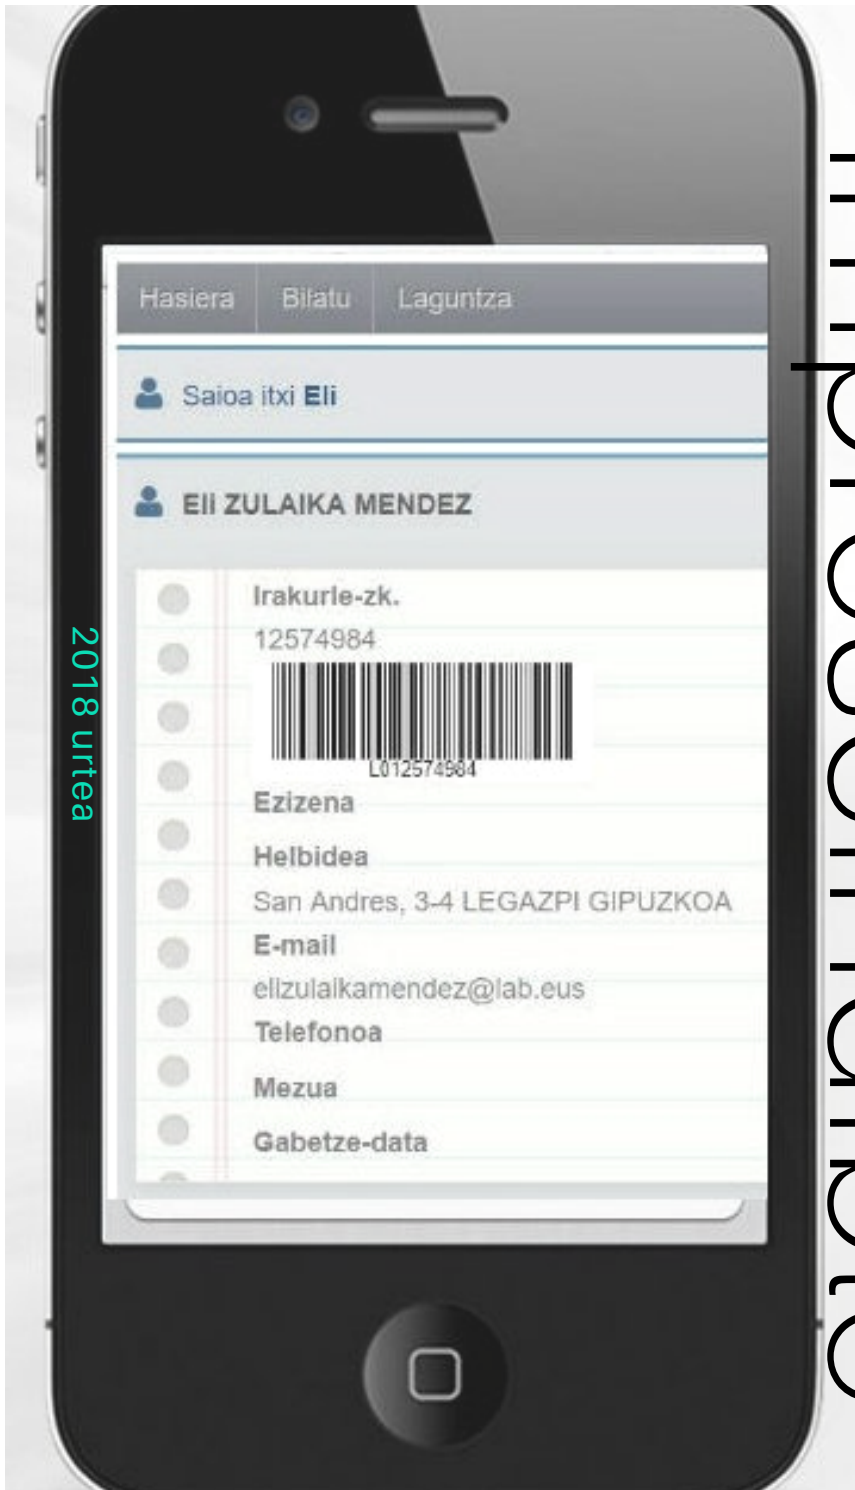 Hasiera Bilatu Laguntza
Saioa itxi Eli
Eli ZULAIKA MENDEZ
Irakurle-zk.
12574984
L012574984
Ezizena
Helbidea
San Andres, 3-4 LEGAZPI GIPUZKOA
E-mail
elizulaikamendez@lab.eus
Telefonoa
Mezua
Gabetze-data
2018 urtea